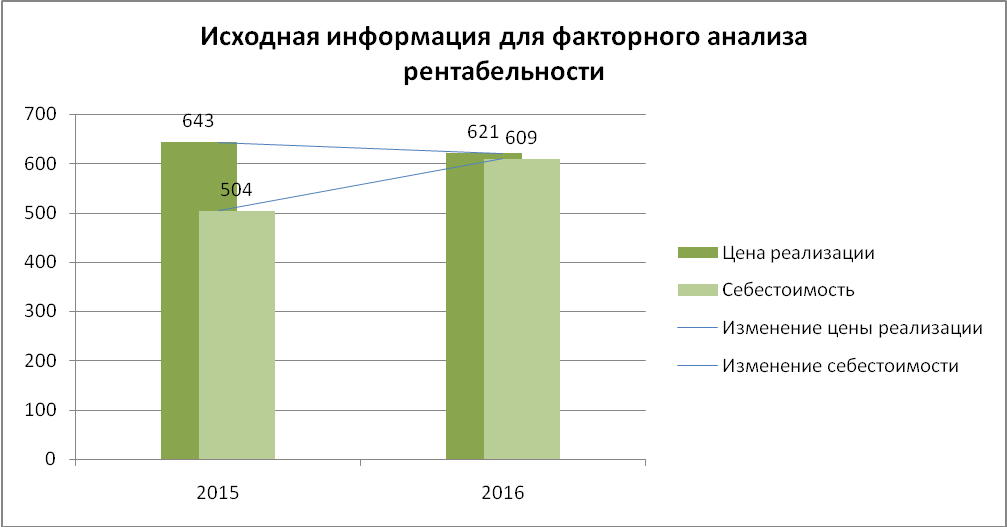 Исходная информация для факторного анализа
рентабельности
700
600
500
400
300
200
100
0
643
504
621
609
2015
2016
Цена реализации
Себестоимость
Изменение цены реализации
Изменение себестоимости